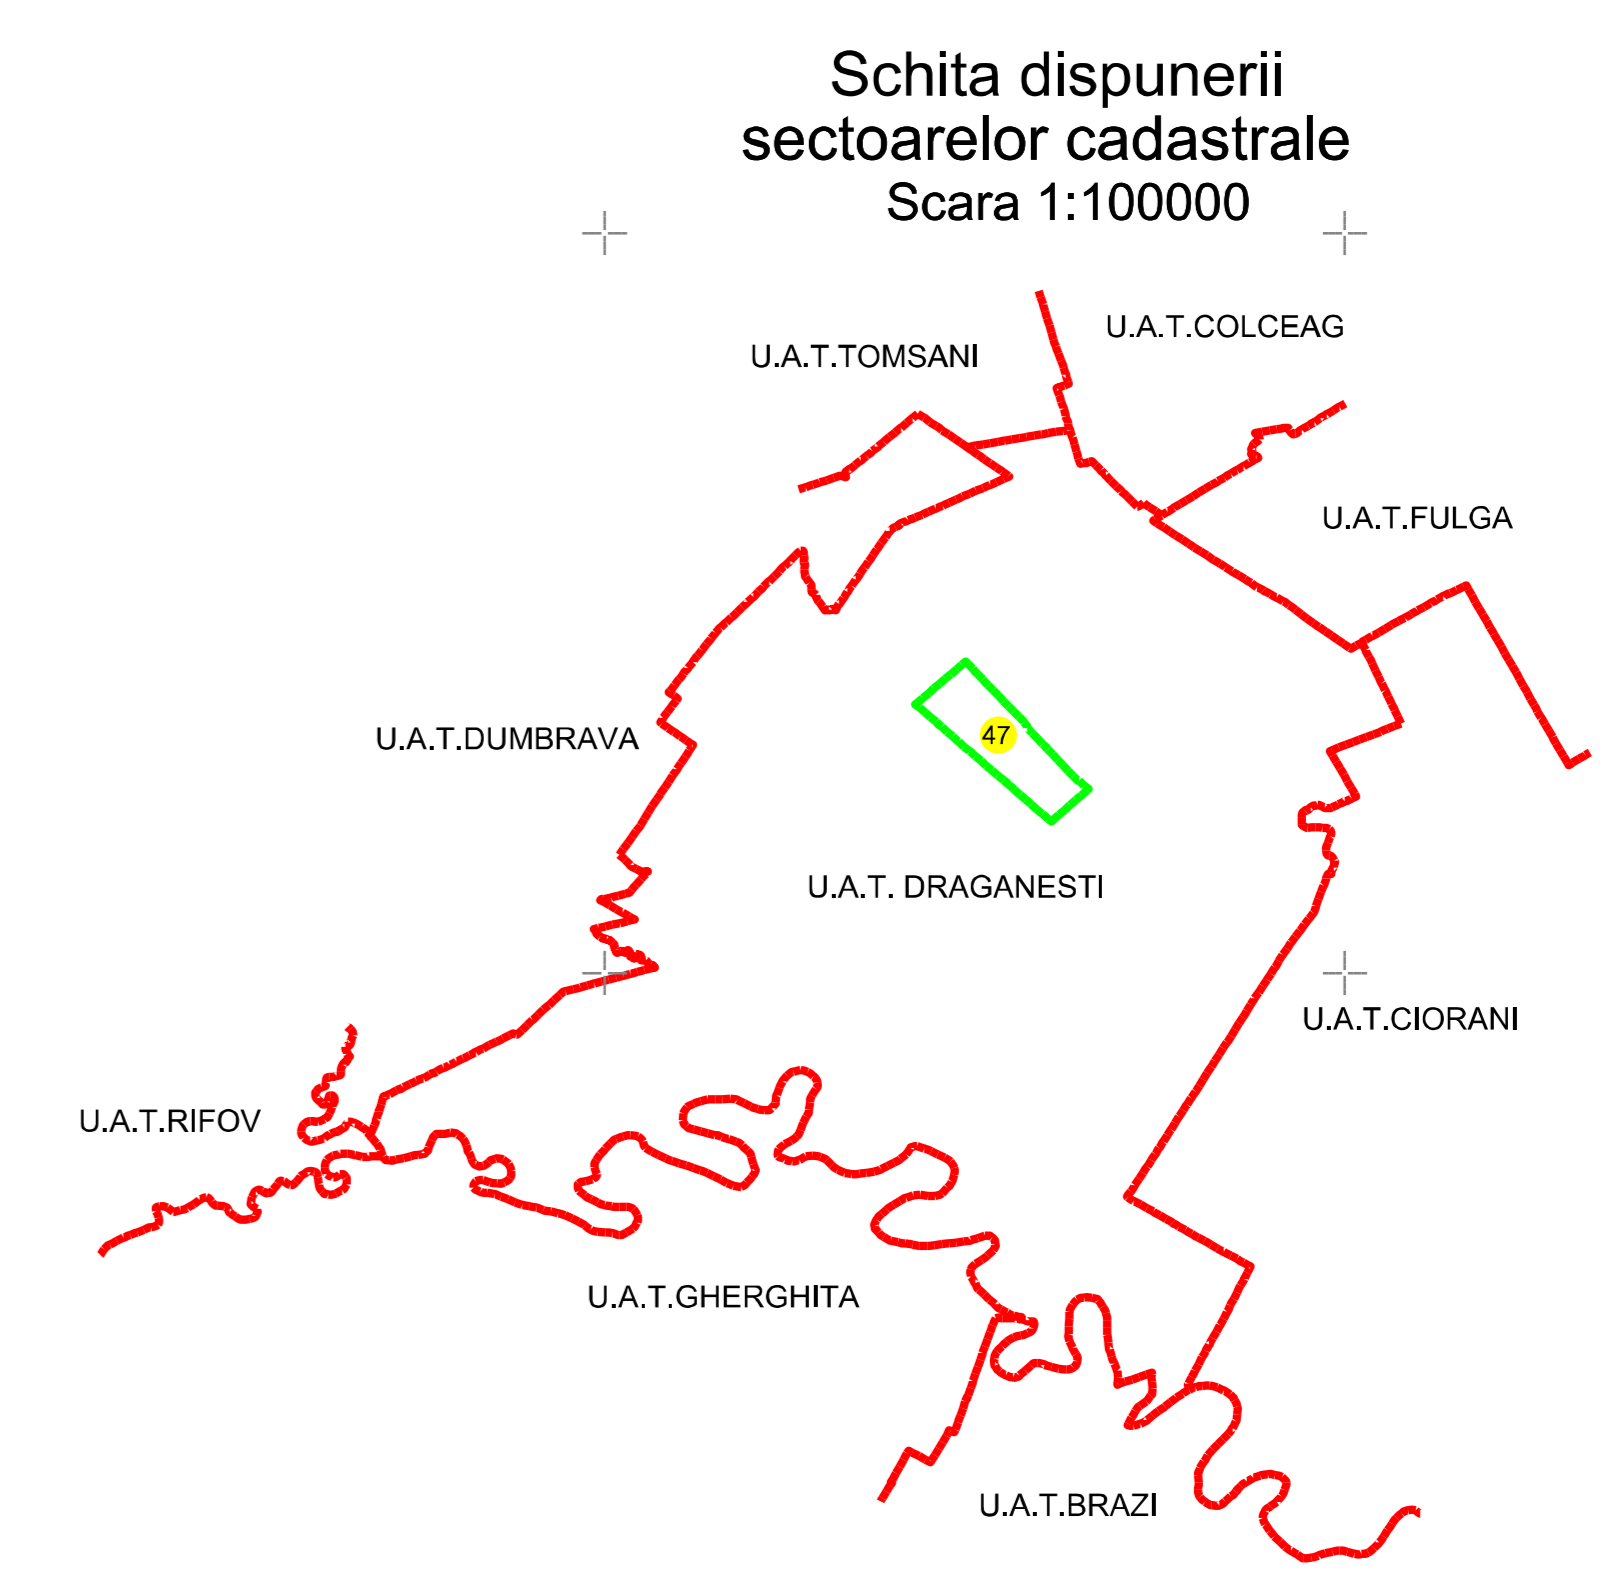 Schita dispunerii
sectoarelor cadastrale
Scara 1:100000
U.A.T.COLCEAG
U.A.T.TOMSANI
U.A.T.FULGA
U.A.T.DUMBRAVA
47
U.A.T. DRAGANESTI
U.A.T.CIORANI
U.A.T.RIFOV
U.A.T.GHERGHITA
U.A.T.BRAZI